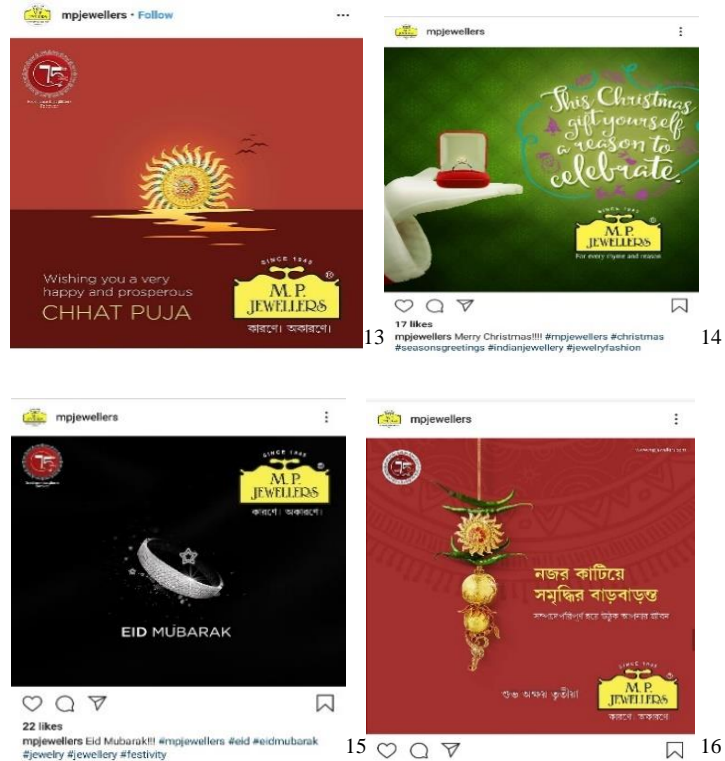 mpjewellers • Follow
Wishing you a very
happy and prosperous
CHHAT PUJA
SINCE 1945
M. P.
JEWELLERS
কারণে। অকারণে।
13
mpjewellers
This Christmas
gift yourself
a reason to
celebrate.
SINCE 1945
M. P.
JEWELLERS
For every rhyme and reason
17 likes
mpjewellers Merry Christmas!!!! #mpjewellers #christmas
#seasonsgreetings #indianjewellery #jewelryfashion
14
mpjewellers
SINCE 1945
M. P.
JEWELLERS
কারণে। অকারণে।
EID MUBARAK
22 likes
mpjewellers Eid Mubarak!!! #mpjewellers #eid #eidmubarak
#jewelry #jewellery #festivity
15
mpjewellers
নজর কাটিয়ে
সমৃদ্ধির বাড়বাড়ন্ত
শুভ অক্ষয় তৃতীয়া
SINCE 1945
M. P.
JEWELLERS
কারণে। অকারণে।
16